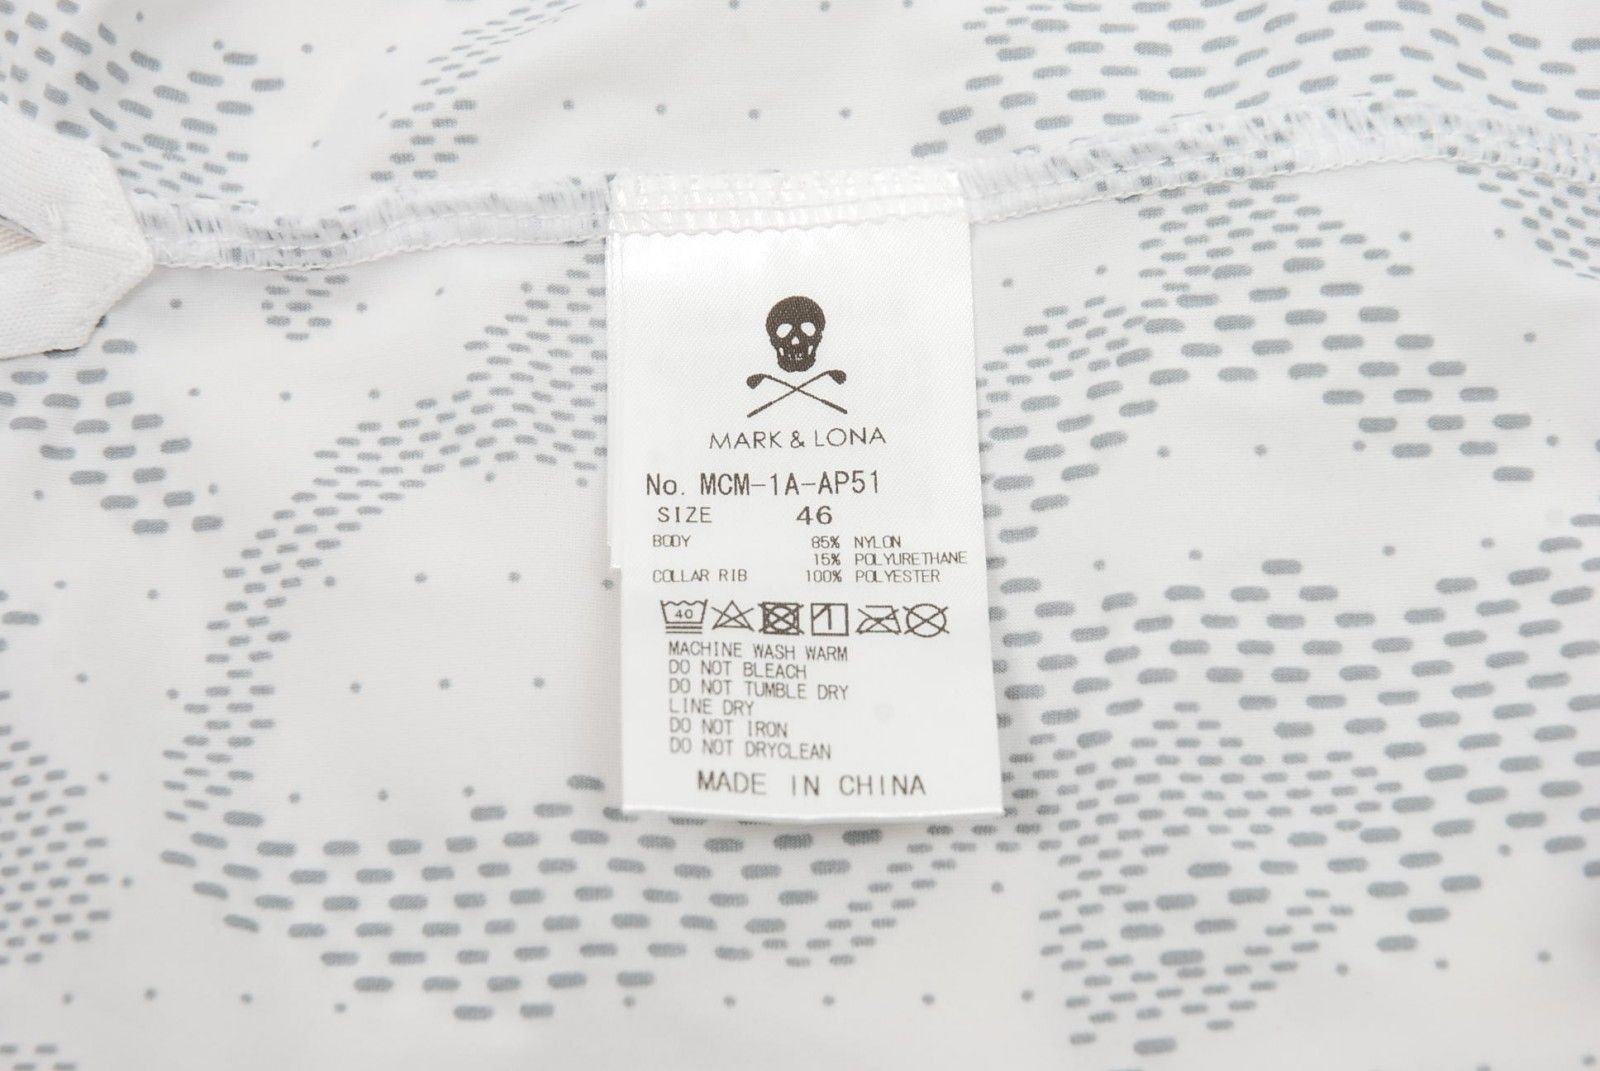 MARK & LONA
No. MCM-1A-AP51
SIZE 46
BODY 85% NYLON
15% POLYURETHANE
COLLAR RIB 100% POLYESTER
40
MACHINE WASH WARM
DO NOT BLEACH
DO NOT TUMBLE DRY
LINE DRY
DO NOT IRON
DO NOT DRYCLEAN
MADE IN CHINA